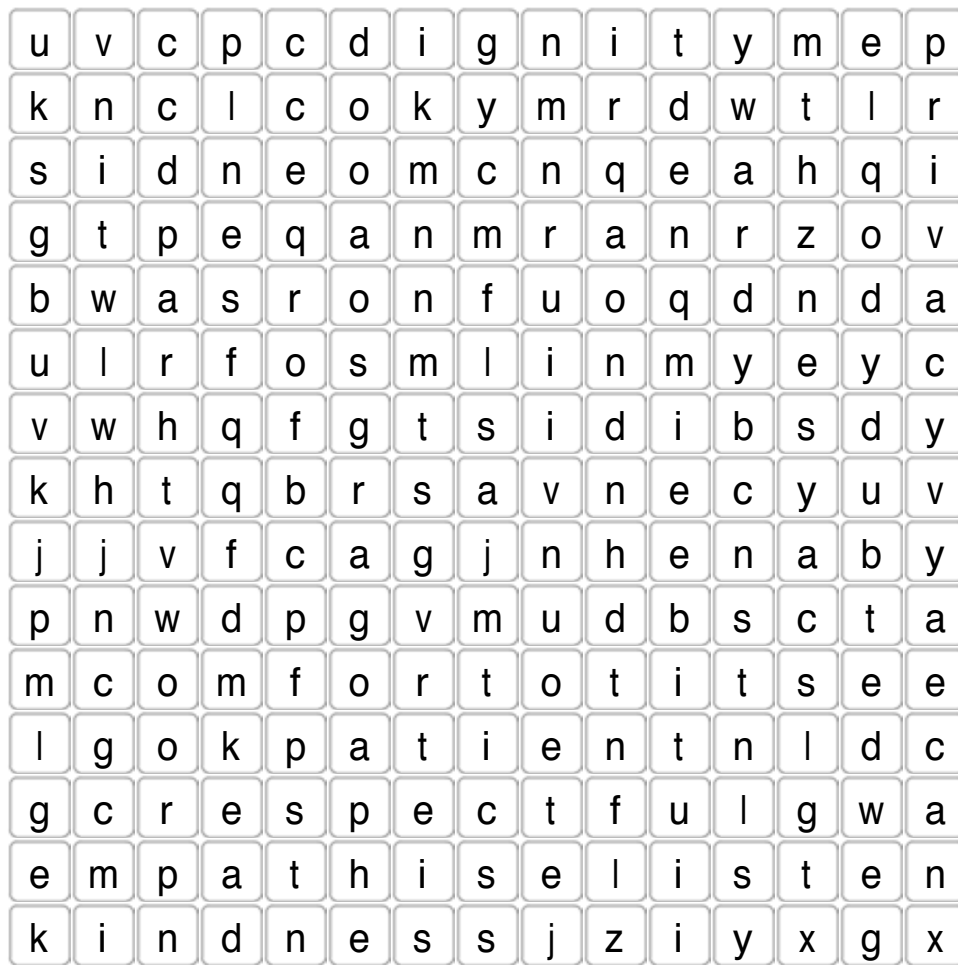 u v c p c d i g n i t y m e p
k n c l c o k y m r d w t l r
s i d n e o m c n q e a h q i
g t p e q a n m r a n r z o v
b w a s r o n f u o q d n d a
u l r f o s m l i n m y e y c
v w h q f g t s i d i b s d y
k h t q b r s a v n e c y u v
j j v f c a g j n h e n a b y
p n w d p g v m u d b s c t a
m c o m f o r t o t i t s e e
l g o k p a t i e n t n l d c
g c r e s p e c t f u l g w a
e m p a t h i s e l i s t e n
k i n d n e s s j z i y x g x